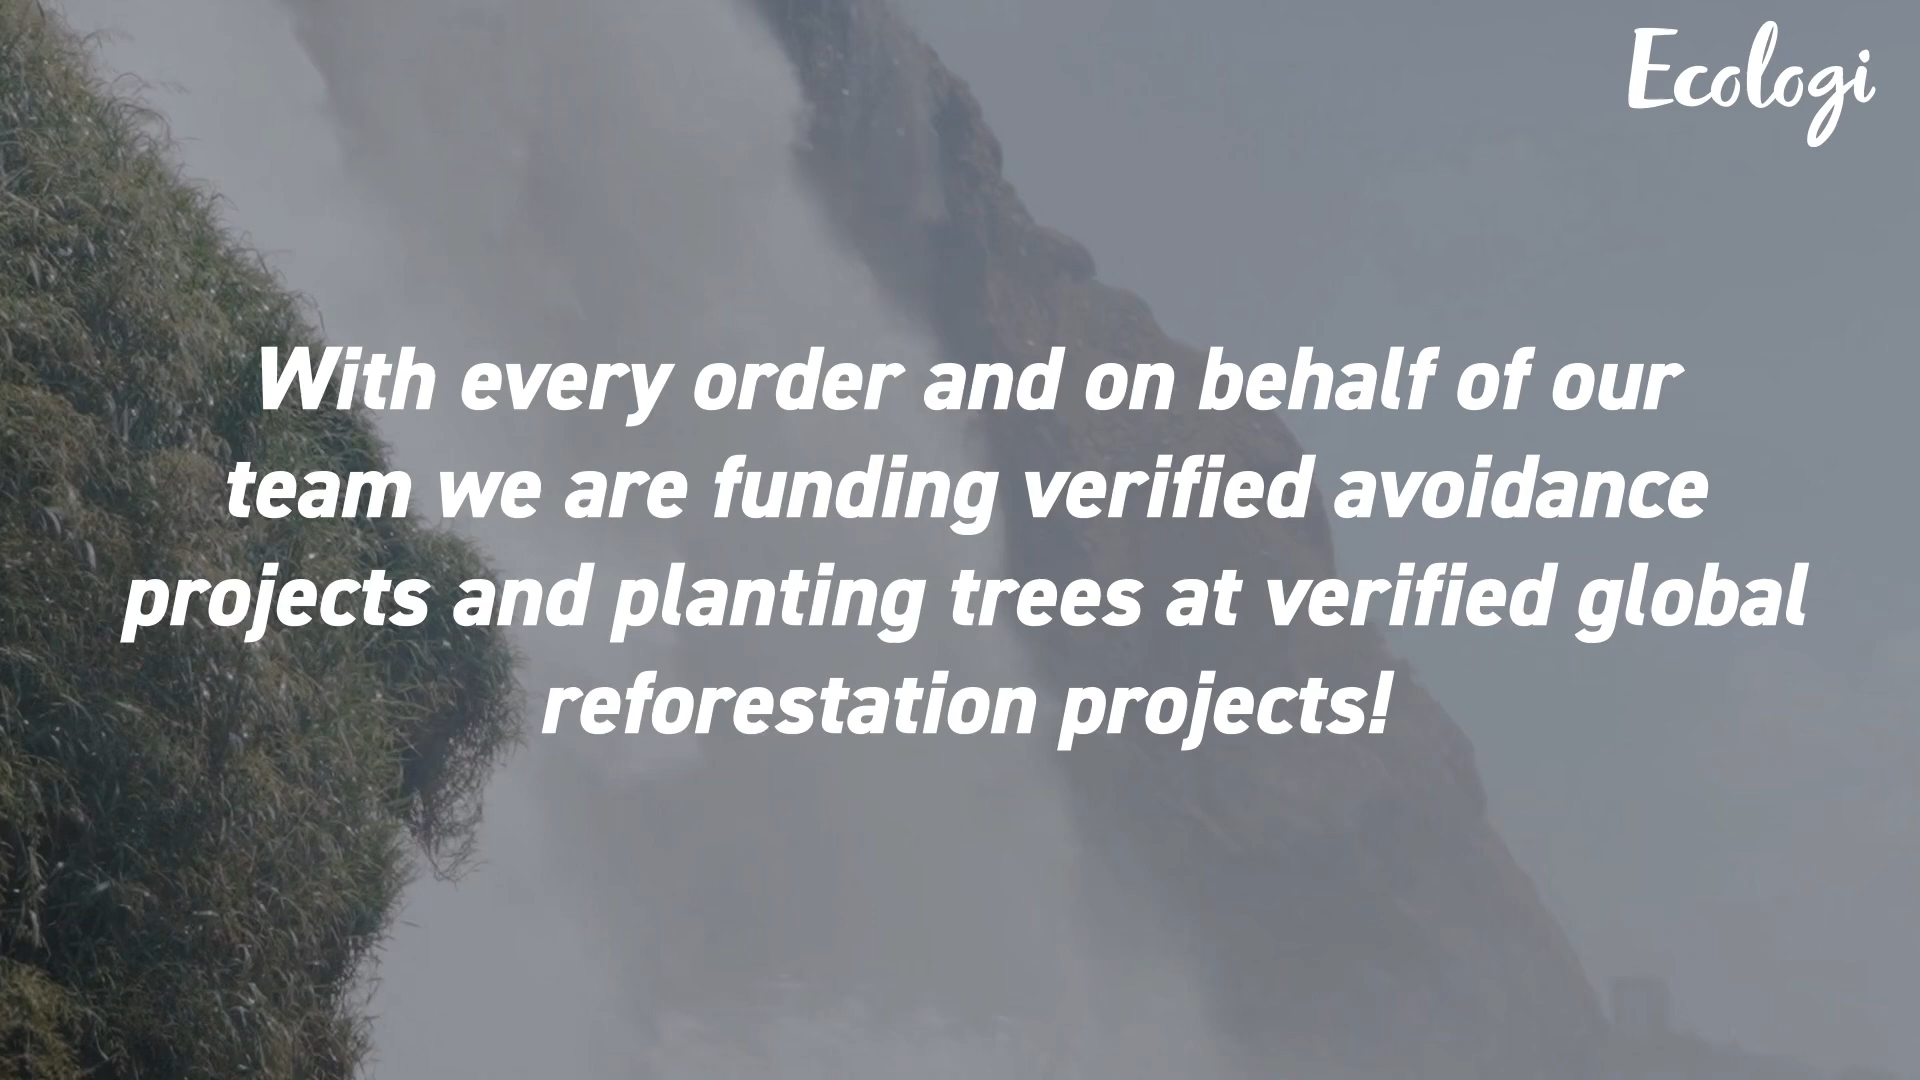 Ecologi
With every order and on behalf of our
team we are funding verified avoidance
projects and planting trees at verified global
reforestation projects!